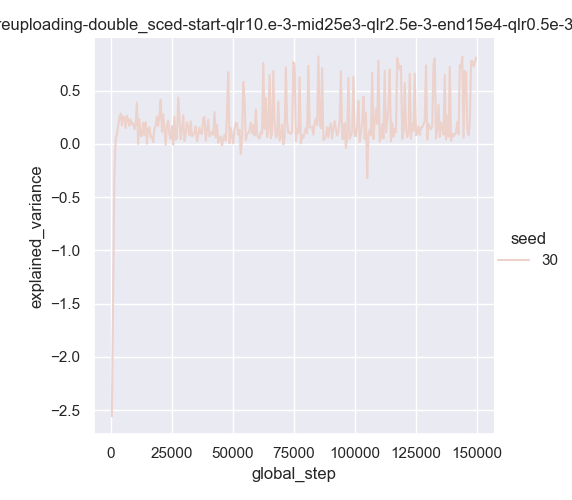 reuploading-double_sced-start-qlr10.e-3-mid25e3-qlr2.5e-3-end15e4-qlr0.5e-3
0.5
0.0
−0.5
−1.0
−1.5
−2.0
−2.5
explained_variance
0 25000 50000 75000 100000 125000 150000
global_step
seed
30